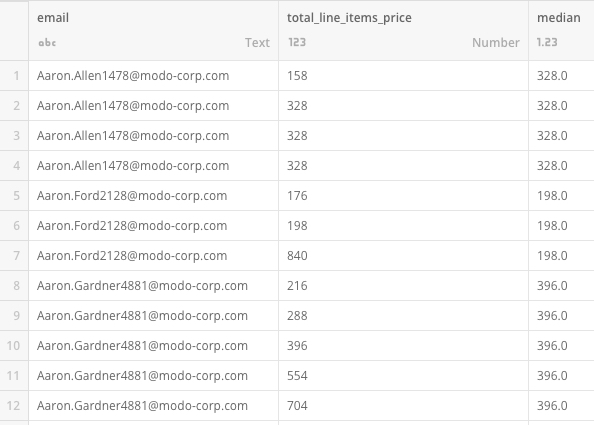 email total_line_items_price median
abc Text 123 Number 1.23
1 Aaron.Allen1478@modo-corp.com 158 328.0
2 Aaron.Allen1478@modo-corp.com 328 328.0
3 Aaron.Allen1478@modo-corp.com 328 328.0
4 Aaron.Allen1478@modo-corp.com 328 328.0
5 Aaron.Ford2128@modo-corp.com 176 198.0
6 Aaron.Ford2128@modo-corp.com 198 198.0
7 Aaron.Ford2128@modo-corp.com 840 198.0
8 Aaron.Gardner4881@modo-corp.com 216 396.0
9 Aaron.Gardner4881@modo-corp.com 288 396.0
10 Aaron.Gardner4881@modo-corp.com 396 396.0
11 Aaron.Gardner4881@modo-corp.com 554 396.0
12 Aaron.Gardner4881@modo-corp.com 704 396.0